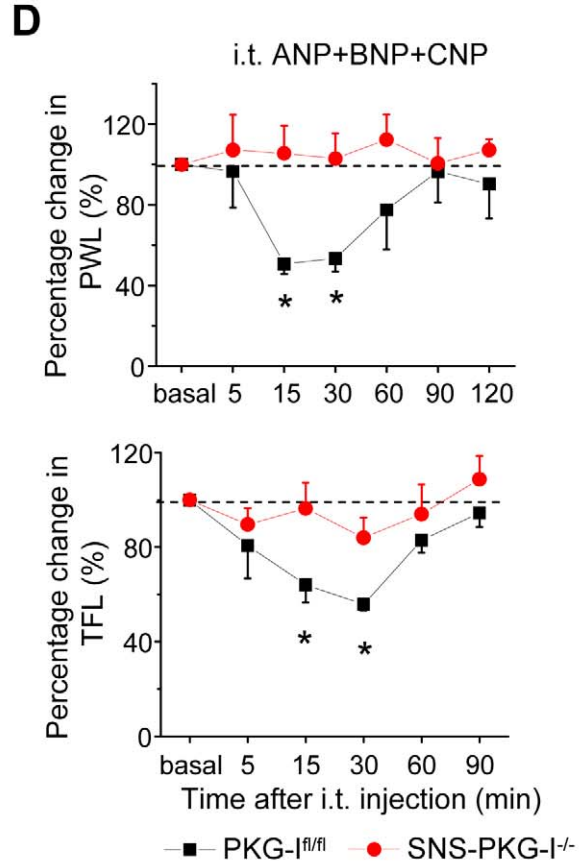 D
i.t. ANP+BNP+CNP
Percentage change in
PWL (%)
120
80
40
0
basal 5 15 30 60 90 120
* *
Percentage change in
TFL (%)
120
80
40
0
basal 5 15 30 60 90
* *
Time after i.t. injection (min)
PKG-I^fl/fl SNS-PKG-I^-/-